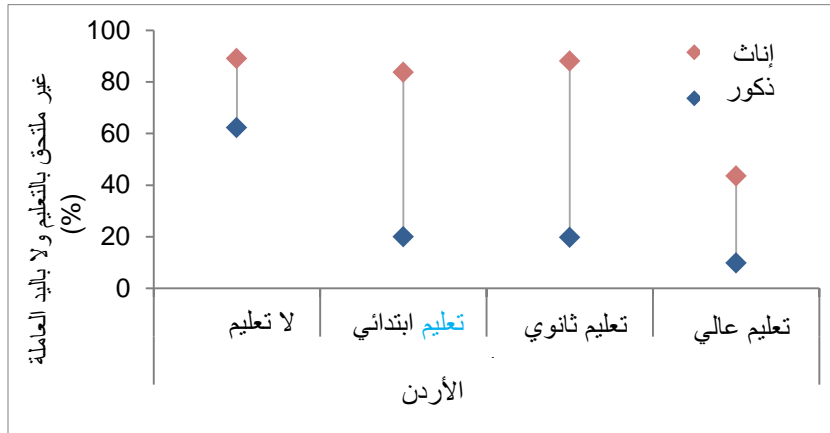 غير ملتحق بالتعليم ولا باليد العاملة
(%)
100
80
60
40
20
0
إناث
ذكور
لا تعليم
تعليم ابتدائي
تعليم ثانوي
تعليم عالي
الأردن